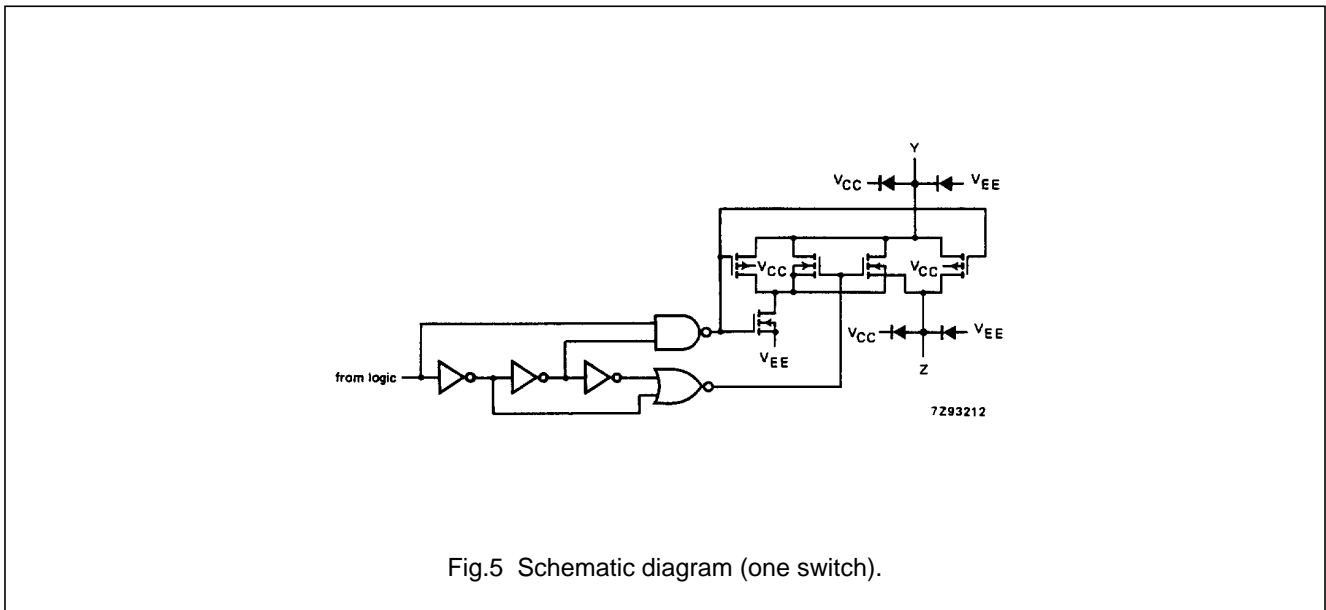 Y
VCC VEE
VCC VCC
VCC VEE
VEE
from logic
Z
7Z93212
Fig.5 Schematic diagram (one switch).